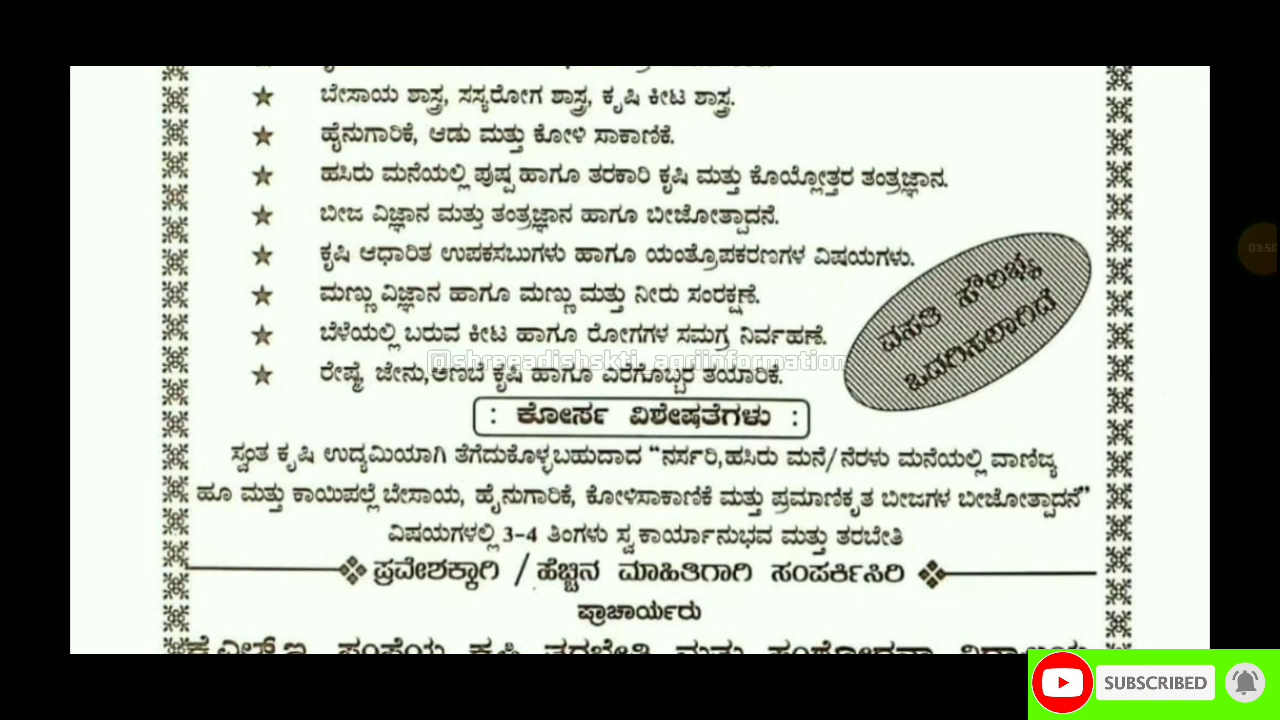 ಬೇಸಾಯ ಶಾಸ್ತ್ರ, ಸಸ್ಯರೋಗ ಶಾಸ್ತ್ರ, ಕೃಷಿ ಕೀಟ ಶಾಸ್ತ್ರ.
ಹೈನುಗಾರಿಕೆ, ಆಡು ಮತ್ತು ಕೋಳಿ ಸಾಕಾಣಿಕೆ.
ಹಸಿರು ಮನೆಯಲ್ಲಿ ಪುಷ್ಪ ಹಾಗೂ ತರಕಾರಿ ಕೃಷಿ ಮತ್ತು ಕೊಯ್ಲೋತ್ತರ ತಂತ್ರಜ್ಞಾನ.
ಬೀಜ ವಿಜ್ಞಾನ ಮತ್ತು ತಂತ್ರಜ್ಞಾನ ಹಾಗೂ ಬೀಜೋತ್ಪಾದನೆ.
ಕೃಷಿ ಆಧಾರಿತ ಉಪಕಸಬುಗಳು ಹಾಗೂ ಯಂತ್ರೊಪಕರಣಗಳ ವಿಷಯಗಳು.
ಮಣ್ಣು ವಿಜ್ಞಾನ ಹಾಗೂ ಮಣ್ಣು ಮತ್ತು ನೀರು ಸಂರಕ್ಷಣೆ.
ಬೆಳೆಯಲ್ಲಿ ಬರುವ ಕೀಟ ಹಾಗೂ ರೋಗಗಳ ಸಮಗ್ರ ನಿರ್ವಹಣೆ.
@shreeadishskti_agriinformation
ರೇಷ್ಮೆ, ಜೇನು,ಅಣಬೆ ಕೃಷಿ ಹಾಗೂ ಎರೆಗೊಬ್ಬರ ತಯಾರಿಕೆ.
ವಸತಿ ಸೌಲಭ್ಯ
ಒದಗಿಸಲಾಗಿದೆ
: ಕೋರ್ಸ ವಿಶೇಷತೆಗಳು :
ಸ್ವಂತ ಕೃಷಿ ಉದ್ಯಮಿಯಾಗಿ ತೆಗೆದುಕೊಳ್ಳಬಹುದಾದ “ನರ್ಸರಿ,ಹಸಿರು ಮನೆ/ನೆರಳು ಮನೆಯಲ್ಲಿ ವಾಣಿಜ್ಯ
ಹೂ ಮತ್ತು ಕಾಯಿಪಲ್ಲೆ ಬೇಸಾಯ, ಹೈನುಗಾರಿಕೆ, ಕೋಳಿಸಾಕಾಣಿಕೆ ಮತ್ತು ಪ್ರಮಾಣಿಕೃತ ಬೀಜಗಳ ಬೀಜೋತ್ಪಾದನೆ”
ವಿಷಯಗಳಲ್ಲಿ 3-4 ತಿಂಗಳು ಸ್ವ ಕಾರ್ಯಾನುಭವ ಮತ್ತು ತರಬೇತಿ
ಪ್ರವೇಶಕ್ಕಾಗಿ / ಹೆಚ್ಚಿನ ಮಾಹಿತಿಗಾಗಿ ಸಂಪರ್ಕಿಸಿರಿ
ಪ್ರಾಚಾರ್ಯರು
SUBSCRIBED